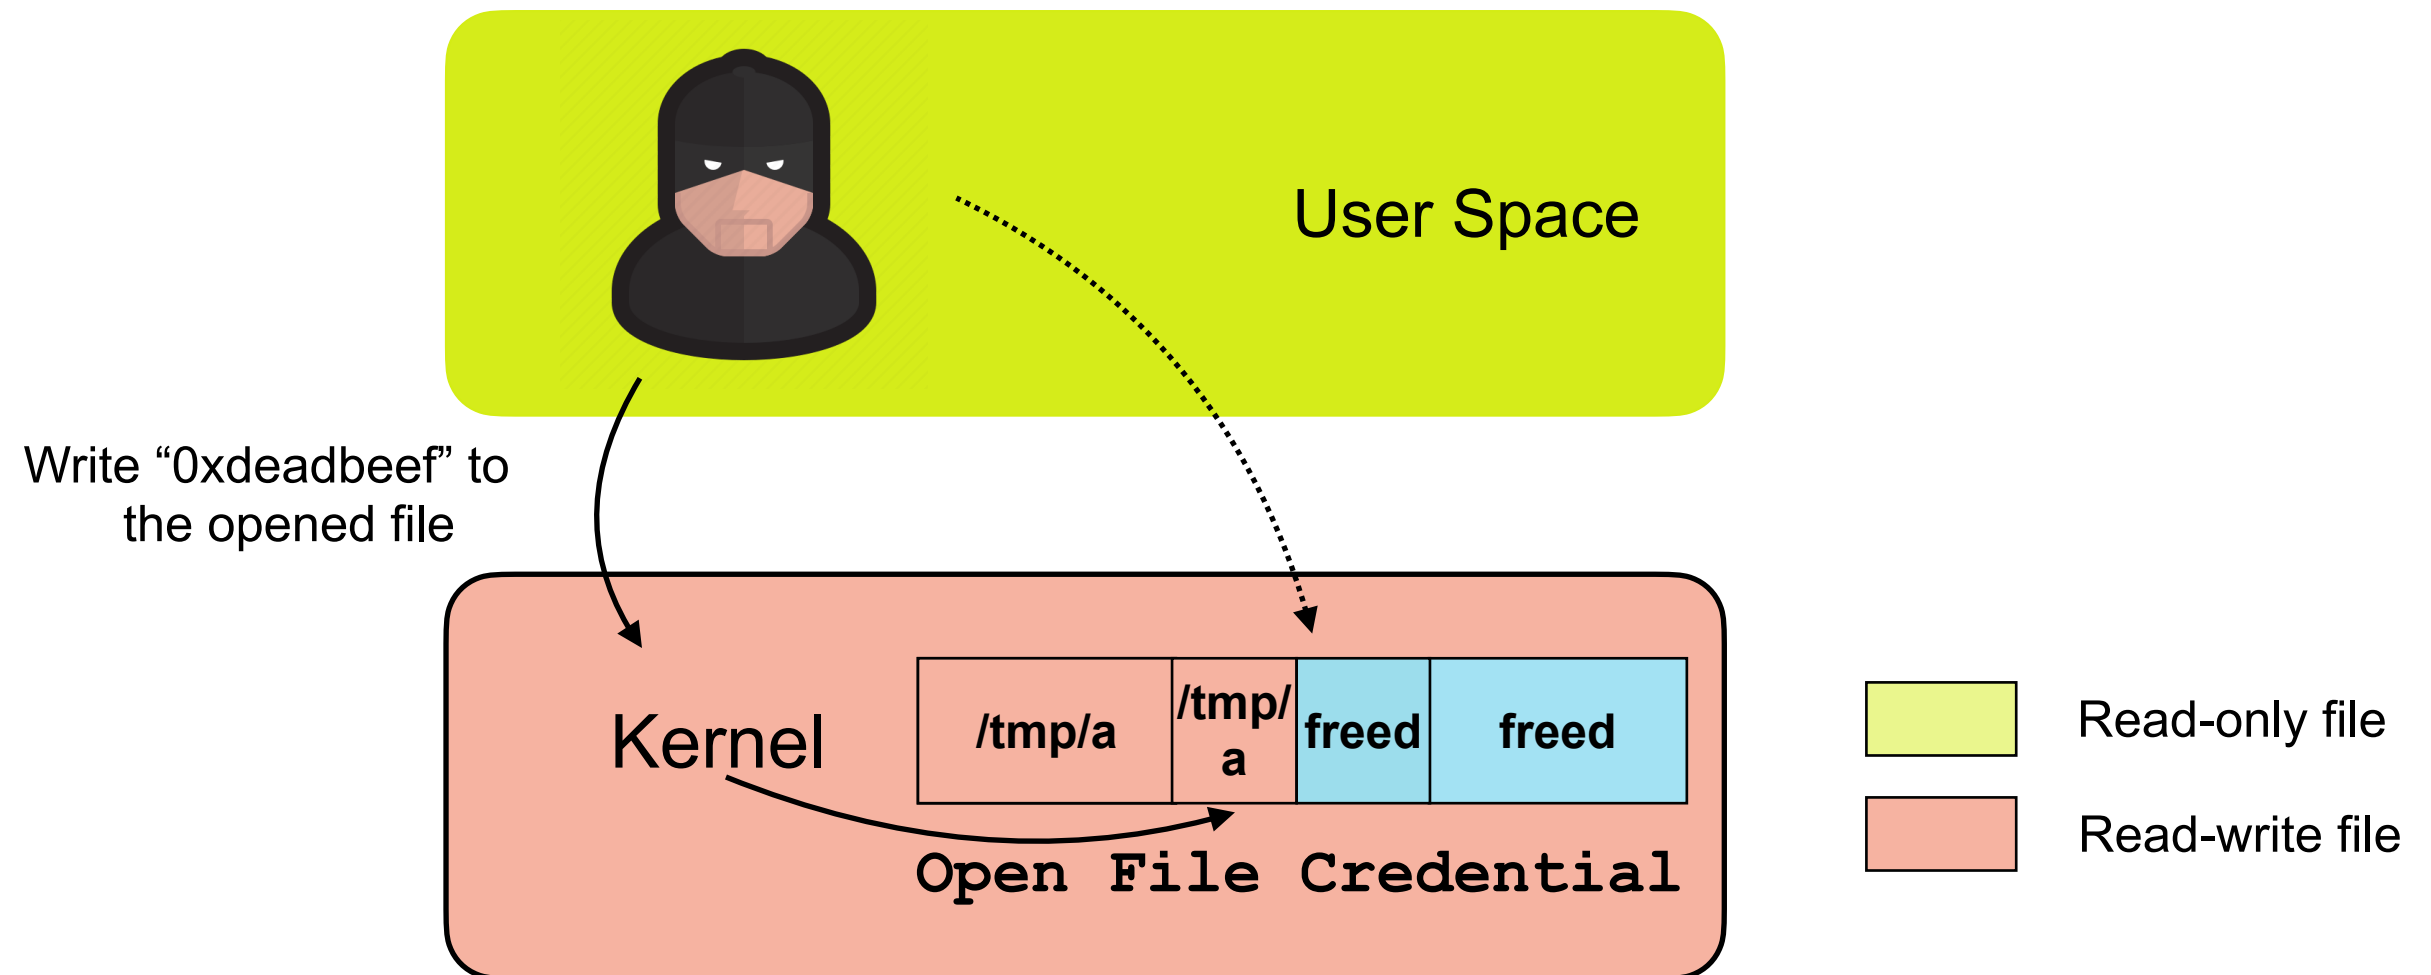 User Space
Write “0xdeadbeef” to
the opened file
Kernel
/tmp/a
/tmp/
a
freed
freed
Open File Credential
Read-only file
Read-write file